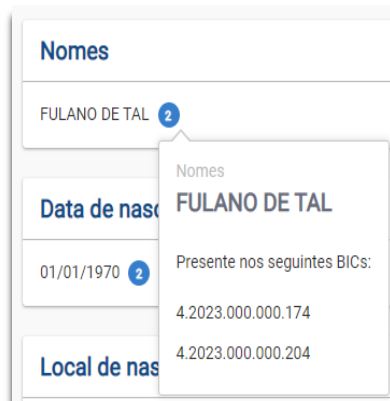 Nomes
FULANO DE TAL 2
Nomes
FULANO DE TAL
Presente nos seguintes BICs:
4.2023.000.000.174
4.2023.000.000.204
Data de nasc
01/01/1970 2
Local de nas